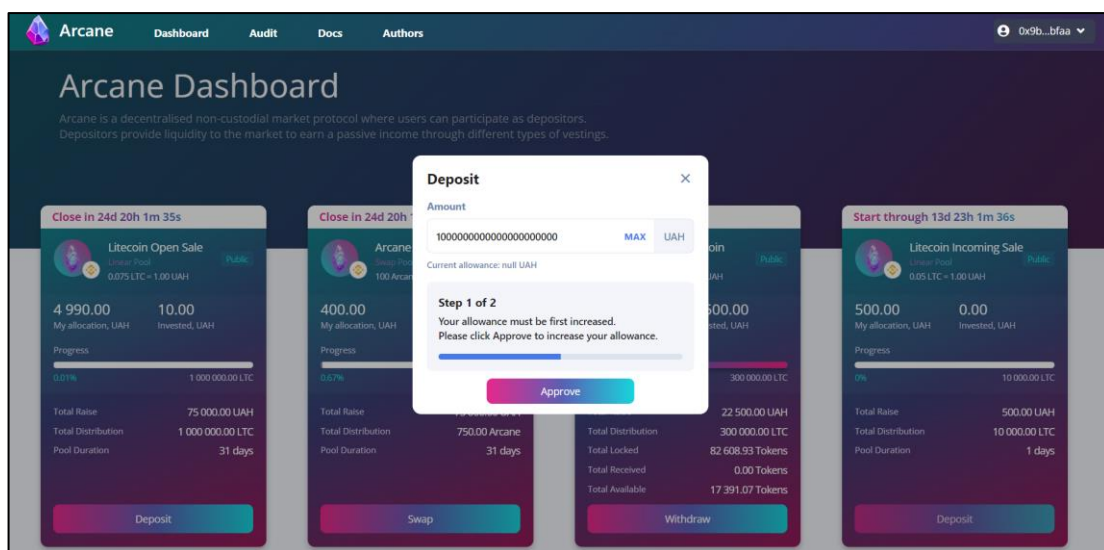 Arcane
Dashboard
Audit
Docs
Authors
0x9b...bfaa
Arcane Dashboard
Arcane is a decentralised non-custodial market protocol where users can participate as depositors.
Depositors provide liquidity to the market to earn a passive income through different types of vestings.
Close in 24d 20h 1m 35s
Litecoin Open Sale
Linear Pool
Public
0.075 LTC = 1.00 UAH
4 990.00
10.00
My allocation, UAH
Invested, UAH
Progress
0.01%
1 000 000.00 LTC
Total Raise
75 000.00 UAH
Total Distribution
1 000 000.00 LTC
Pool Duration
31 days
Deposit
Close in 24d 20h
Arcane
Swap
100 Arcan
400.00
My allocation, UAH
Progress
0.67%
Total Raise
Total Distribution
750.00 Arcane
Pool Duration
31 days
Swap
Deposit
Amount
MAX
UAH
Current allowance: null UAH
Step 1 of 2
Your allowance must be first increased.
Please click Approve to increase your allowance.
Approve
Public
300 000.00 LTC
22 500.00 UAH
Total Distribution
300 000.00 LTC
Total Locked
82 608.93 Tokens
Total Received
0.00 Tokens
Total Available
17 391.07 Tokens
Withdraw
Start through 13d 23h 1m 36s
Litecoin Incoming Sale
Linear Pool
Public
0.05 LTC = 1.00 UAH
500.00
0.00
My allocation, UAH
Invested, UAH
Progress
0%
10 000.00 LTC
Total Raise
500.00 UAH
Total Distribution
10 000.00 LTC
Pool Duration
1 days
Deposit